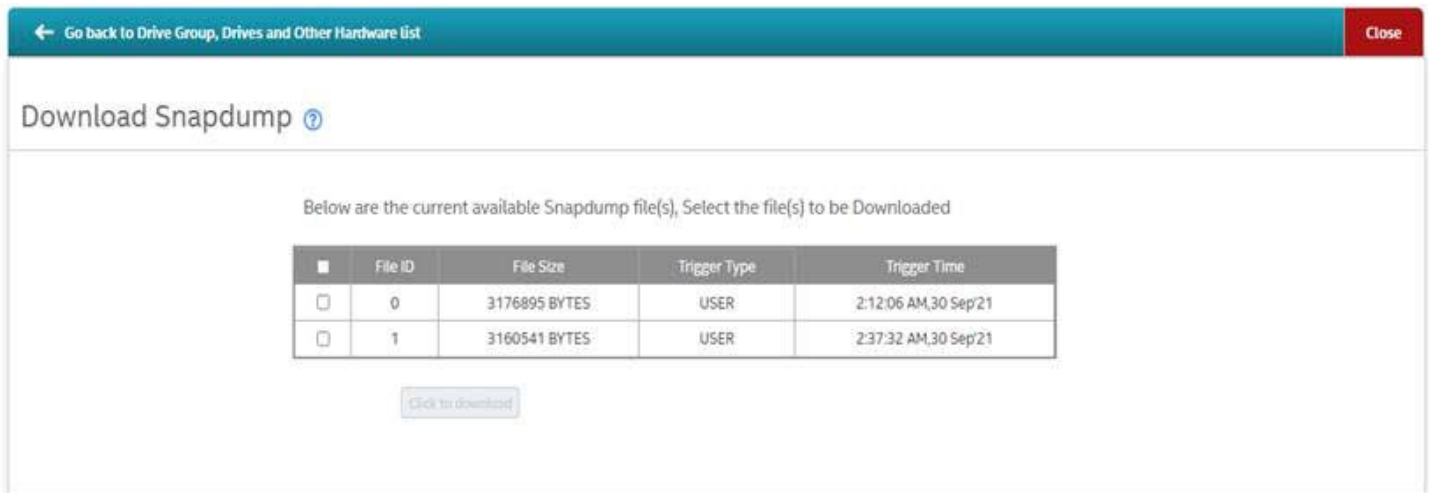 Go back to Drive Group, Drives and Other Hardware list
Close
Download Snapdump ?
Below are the current available Snapdump file(s), Select the file(s) to be Downloaded
File ID File Size Trigger Type Trigger Time
0 3176895 BYTES USER 2:12:06 AM,30 Sep'21
1 3160541 BYTES USER 2:37:32 AM,30 Sep'21
Click to download